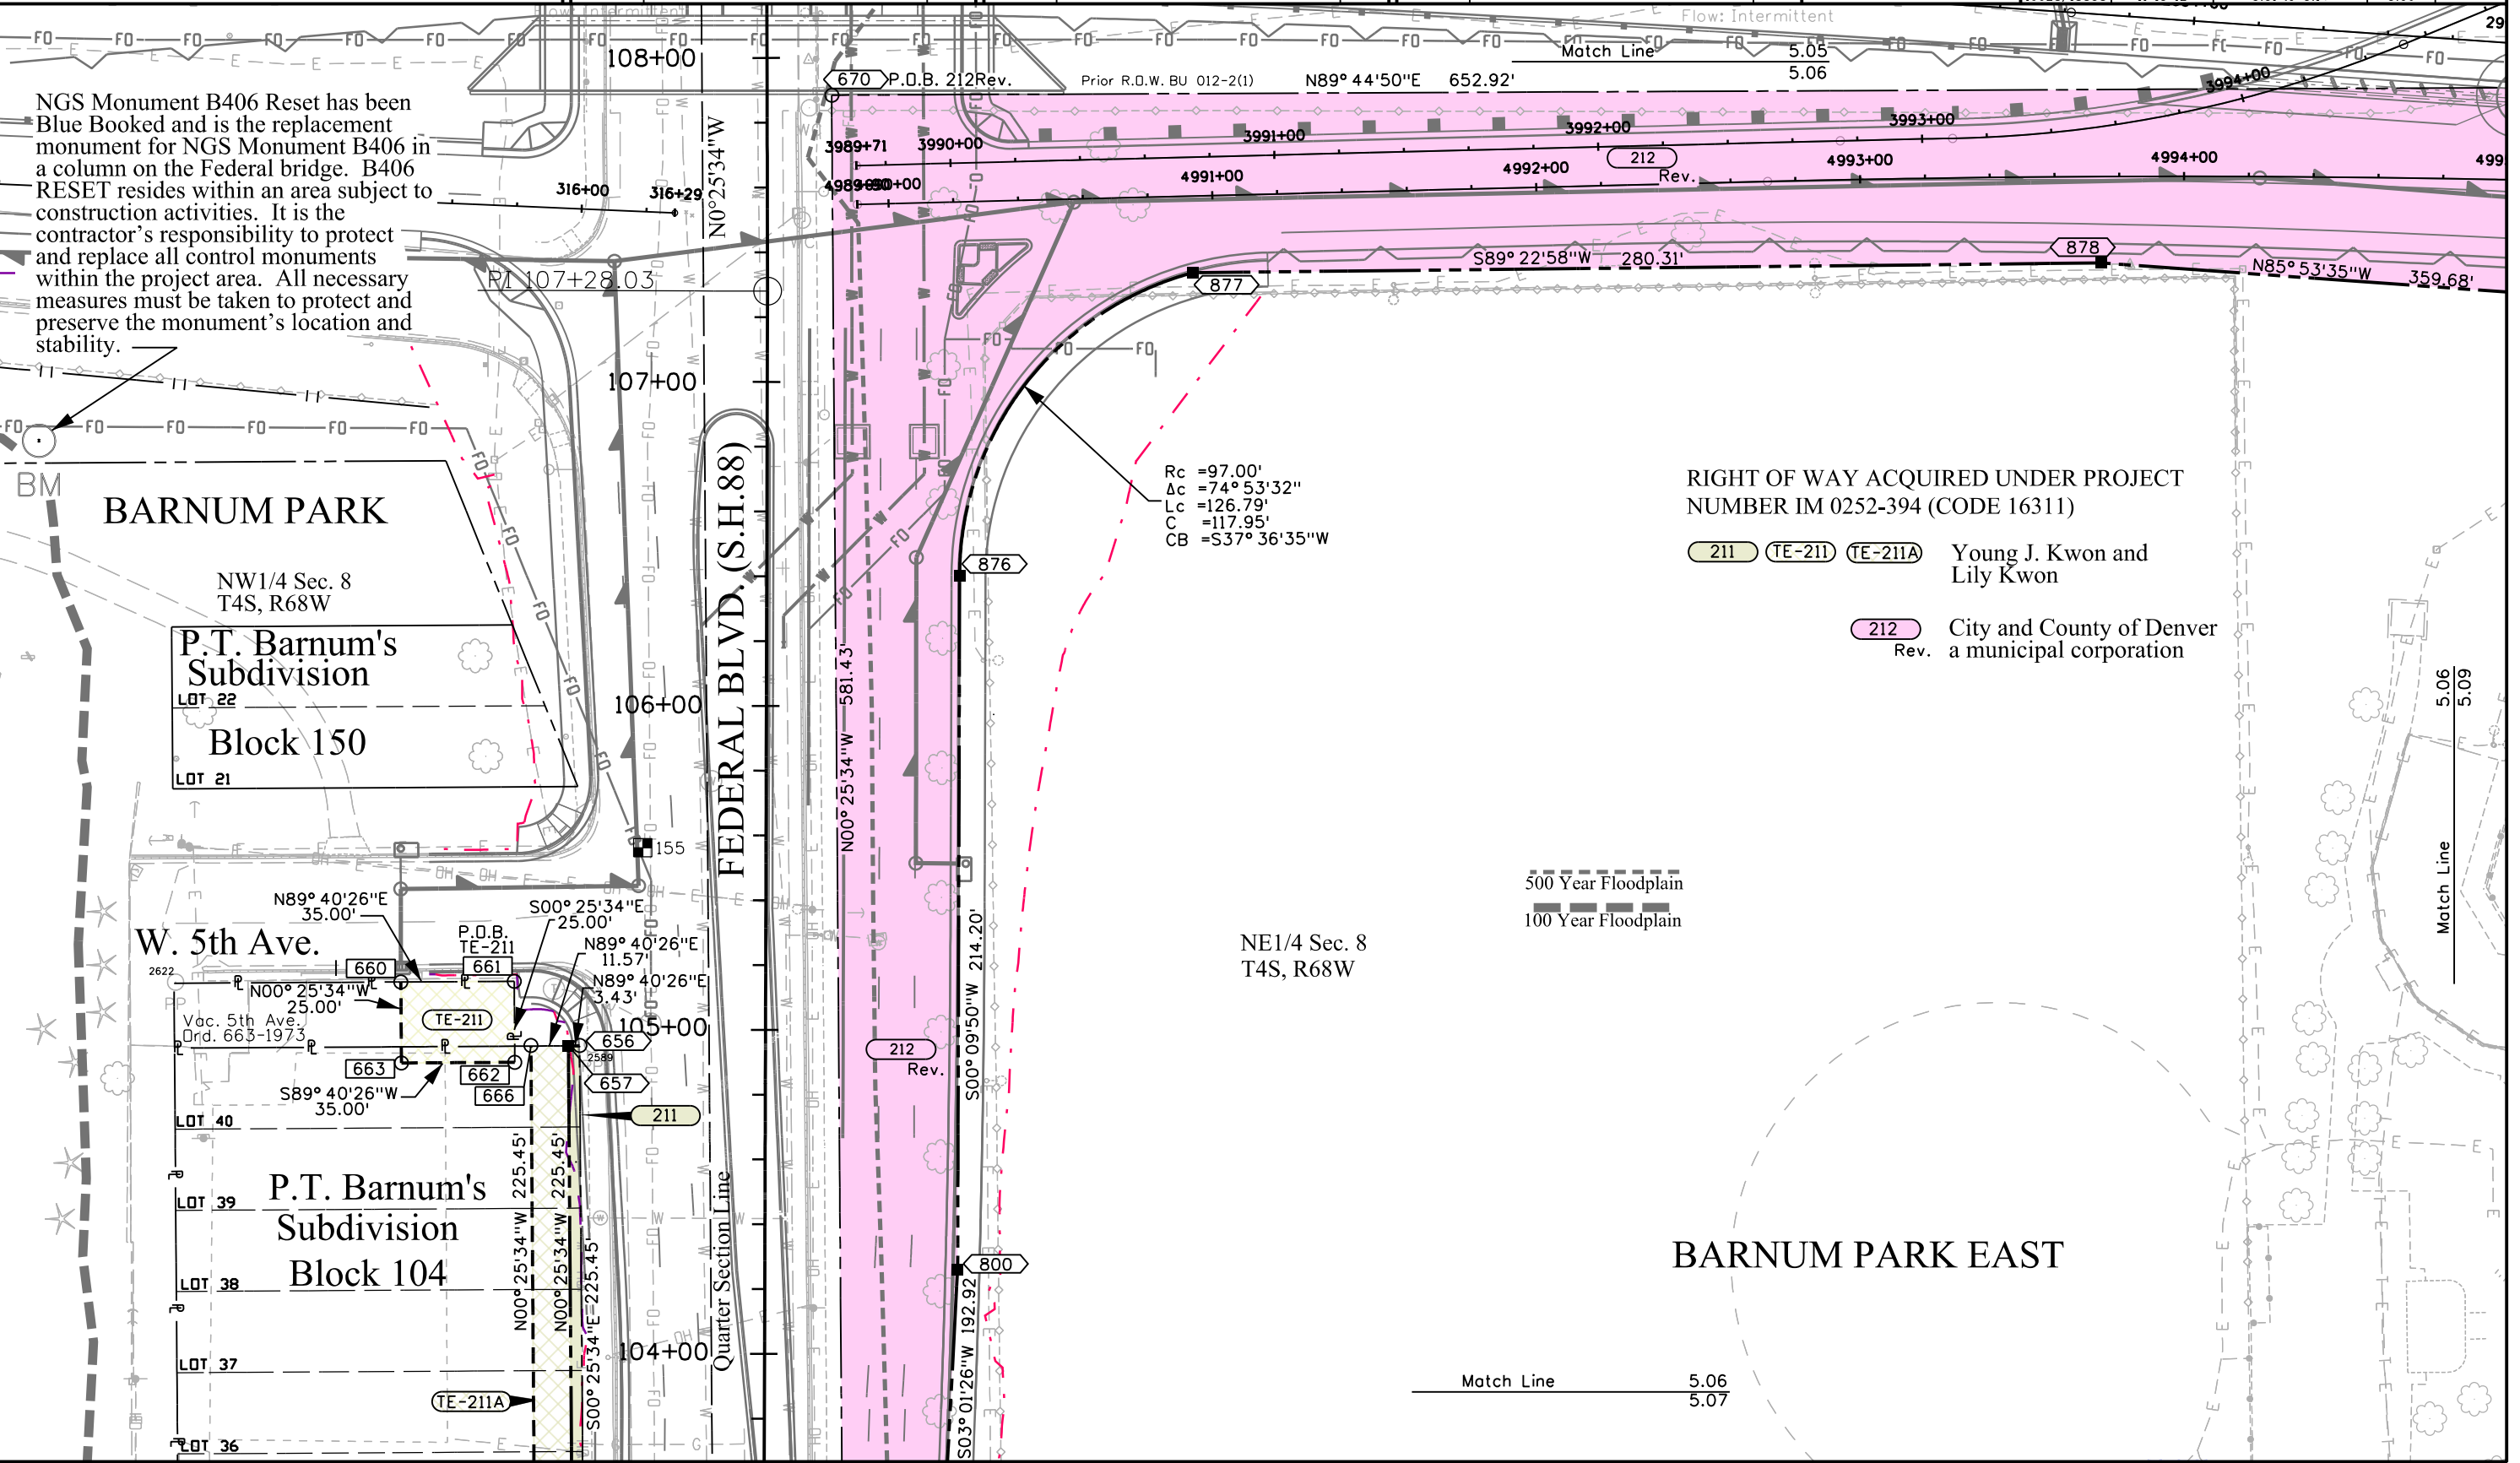 Flow: Intermittent
Flow: Intermittent
Match Line 5.05
5.06
108+00
670 P.O.B. 212Rev.
Prior R.O.W. BU 012-2(1)
N89°44'50"E 652.92'
3994+00
NGS Monument B406 Reset has been
Blue Booked and is the replacement
monument for NGS Monument B406 in
a column on the Federal bridge. B406
RESET resides within an area subject to
construction activities. It is the
contractor's responsibility to protect
and replace all control monuments
within the project area. All necessary
measures must be taken to protect and
preserve the monument's location and
stability.
N0°25'34"W
3989+71
3990+00
3991+00
3992+00
3993+00
212
Rev.
316+00
316+29
4991+00
4992+00
4993+00
4994+00
PI 107+28.03
877
S89°22'58"W 280.31'
878
N85°53'35"W 359.68'
107+00
BM
BARNUM PARK
NW1/4 Sec. 8
T4S, R68W
P.T. Barnum's
Subdivision
LOT 22
Block 150
LOT 21
FEDERAL BLVD. (S.H.88)
106+00
N00°25'34"W 581.43'
Rc =97.00'
Δc =74°53'32"
Lc =126.79'
C =117.95'
CB =S37°36'35"W
876
RIGHT OF WAY ACQUIRED UNDER PROJECT
NUMBER IM 0252-394 (CODE 16311)
211 TE-211 TE-211A Young J. Kwon and
Lily Kwon
212 City and County of Denver
Rev. a municipal corporation
5.06
5.09
Match Line
155
500 Year Floodplain
100 Year Floodplain
N89°40'26"E
35.00'
S00°25'34"E
25.00'
W. 5th Ave.
P.O.B.
TE-211
N89°40'26"E
11.57'
2622
660
661
N89°40'26"E
3.43'
N00°25'34"W
25.00'
PP
TE-211
Vac. 5th Ave.
Ord. 663-1973
105+00
656
2589
663
662
657
666
S89°40'26"W
35.00'
211
LOT 40
212
Rev.
S00°09'50"W 214.20'
NE1/4 Sec. 8
T4S, R68W
P.T. Barnum's
LOT 39
Subdivision
Block 104
LOT 38
N00°25'34"W 225.45'
N00°25'34"W 225.45'
S00°25'34"E 225.45'
Quarter Section Line
800
BARNUM PARK EAST
104+00
LOT 37
TE-211A
S03°01'26"W 192.92
Match Line 5.06
5.07
LOT 36